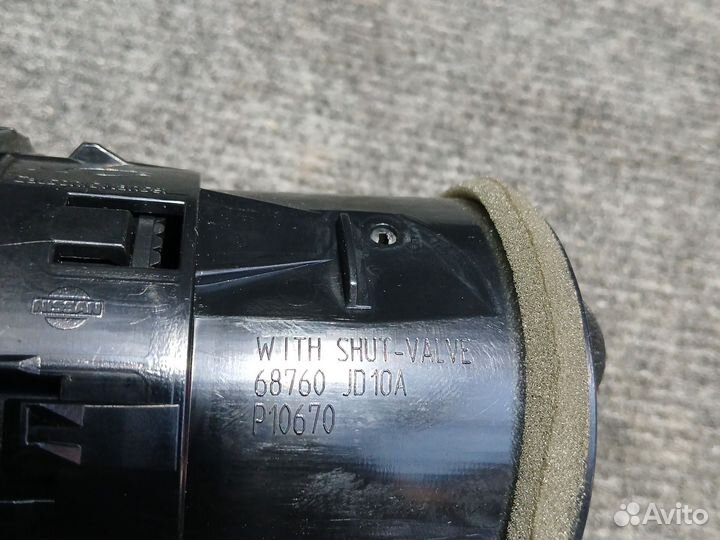 NISSAN
WITH SHUT-VALVE
68760 JD10A
P10670
Avito